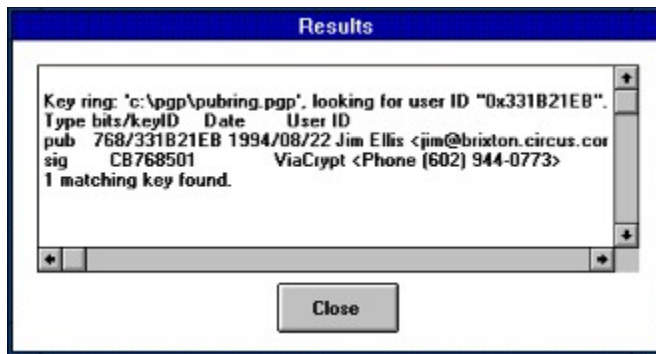 Results
Key ring: 'c:\pgp\pubring.pgp', looking for user ID "0x331B21EB".
Type bits/keyID Date User ID
pub 768/331B21EB 1994/08/22 Jim Ellis <jim@brixton.circus.cor
sig CB768501 ViaCrypt <Phone (602) 944-0773>
1 matching key found.
Close